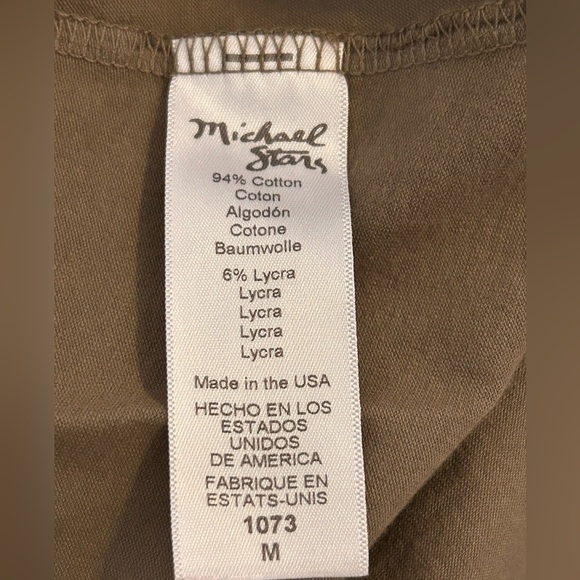 Michael
Stars
94% Cotton
Coton
Algodón
Cotone
Baumwolle
6% Lycra
Lycra
Lycra
Lycra
Lycra
Made in the USA
HECHO EN LOS
ESTADOS
UNIDOS
DE AMERICA
FABRIQUE EN
ESTATS-UNIS
1073
M